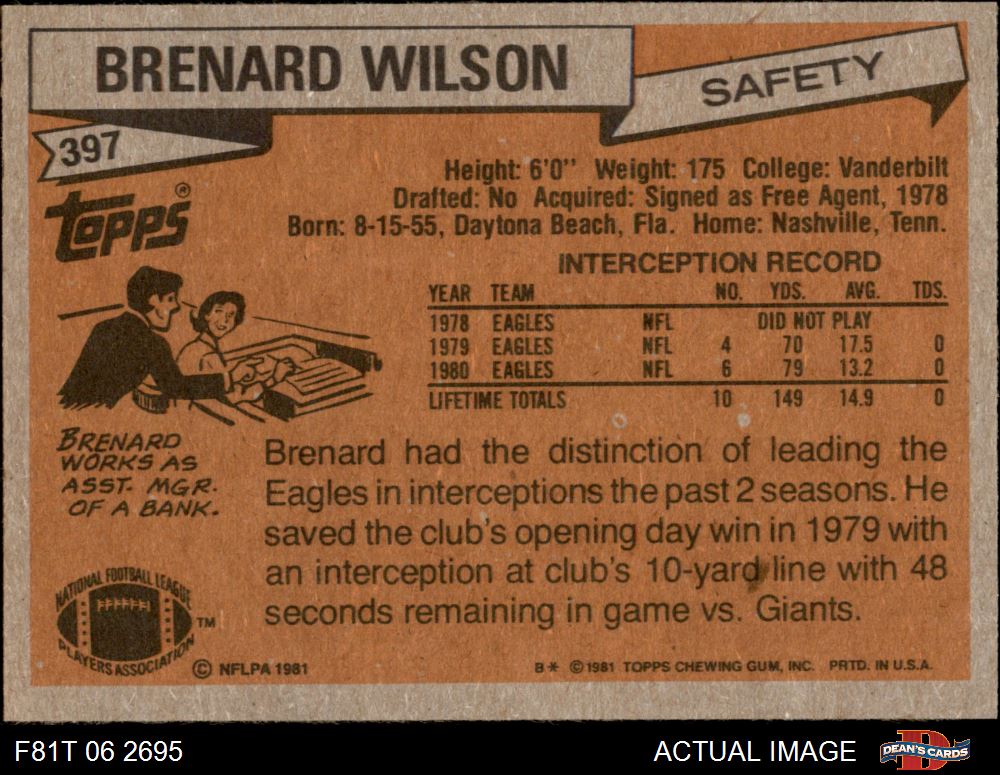 BRENARD WILSON
SAFETY
397
TOPPS®
Height: 6'0" Weight: 175 College: Vanderbilt
Drafted: No Acquired: Signed as Free Agent, 1978
Born: 8-15-55, Daytona Beach, Fla. Home: Nashville, Tenn.
INTERCEPTION RECORD
YEAR TEAM NO. YDS. AVG. TDS.
1978 EAGLES NFL DID NOT PLAY
1979 EAGLES NFL 4 70 17.5 0
1980 EAGLES NFL 6 79 13.2 0
LIFETIME TOTALS 10 149 14.9 0
BRENARD
WORKS AS
ASST. MGR.
OF A BANK.
Brenard had the distinction of leading the
Eagles in interceptions the past 2 seasons. He
saved the club's opening day win in 1979 with
an interception at club's 10-yard line with 48
seconds remaining in game vs. Giants.
NATIONAL FOOTBALL LEAGUE
PLAYERS ASSOCIATION
TM
© NFLPA 1981
B* © 1981 TOPPS CHEWING GUM, INC. PRTD. IN U.S.A.
F81T 06 2695
ACTUAL IMAGE
DEAN'S CARDS